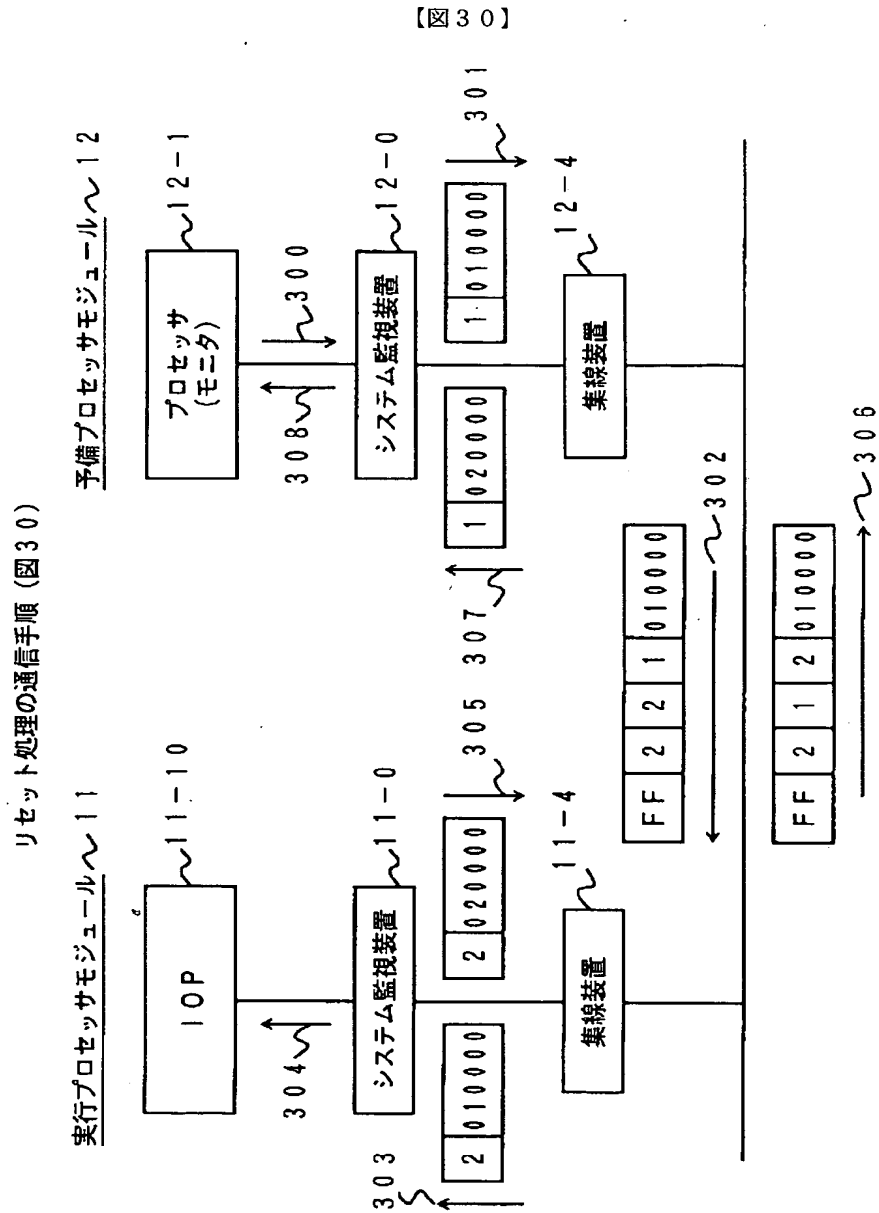 【図３０】
リセット処理の通信手順 (図３０)
実行プロセッサモジュール 11
予備プロセッサモジュール 12
IOP
11-10
プロセッサ
(モニタ)
12-1
304
308
300
システム監視装置
11-0
システム監視装置
12-0
303
2 010000
2 020000
305
307
1 020000
1 010000
301
集線装置
11-4
集線装置
12-4
FF 2 2 1 010000
302
FF 2 1 2 010000
306